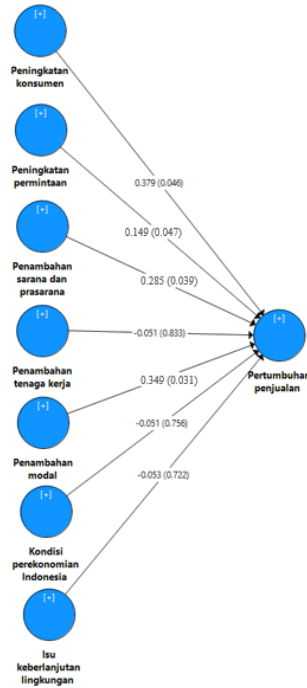 [+]
Peningkatan
konsumen
[+]
Peningkatan
permintaan
[+]
Penambahan
sarana dan
prasarana
[+]
Penambahan
tenaga kerja
[+]
Penambahan
modal
[+]
Kondisi
perekonomian
Indonesia
[+]
Isu
keberlanjutan
lingkungan
0.379 (0.046)
0.149 (0.047)
0.285 (0.039)
-0.051 (0.833)
0.349 (0.031)
-0.051 (0.756)
-0.053 (0.722)
[+]
Pertumbuhan
penjualan